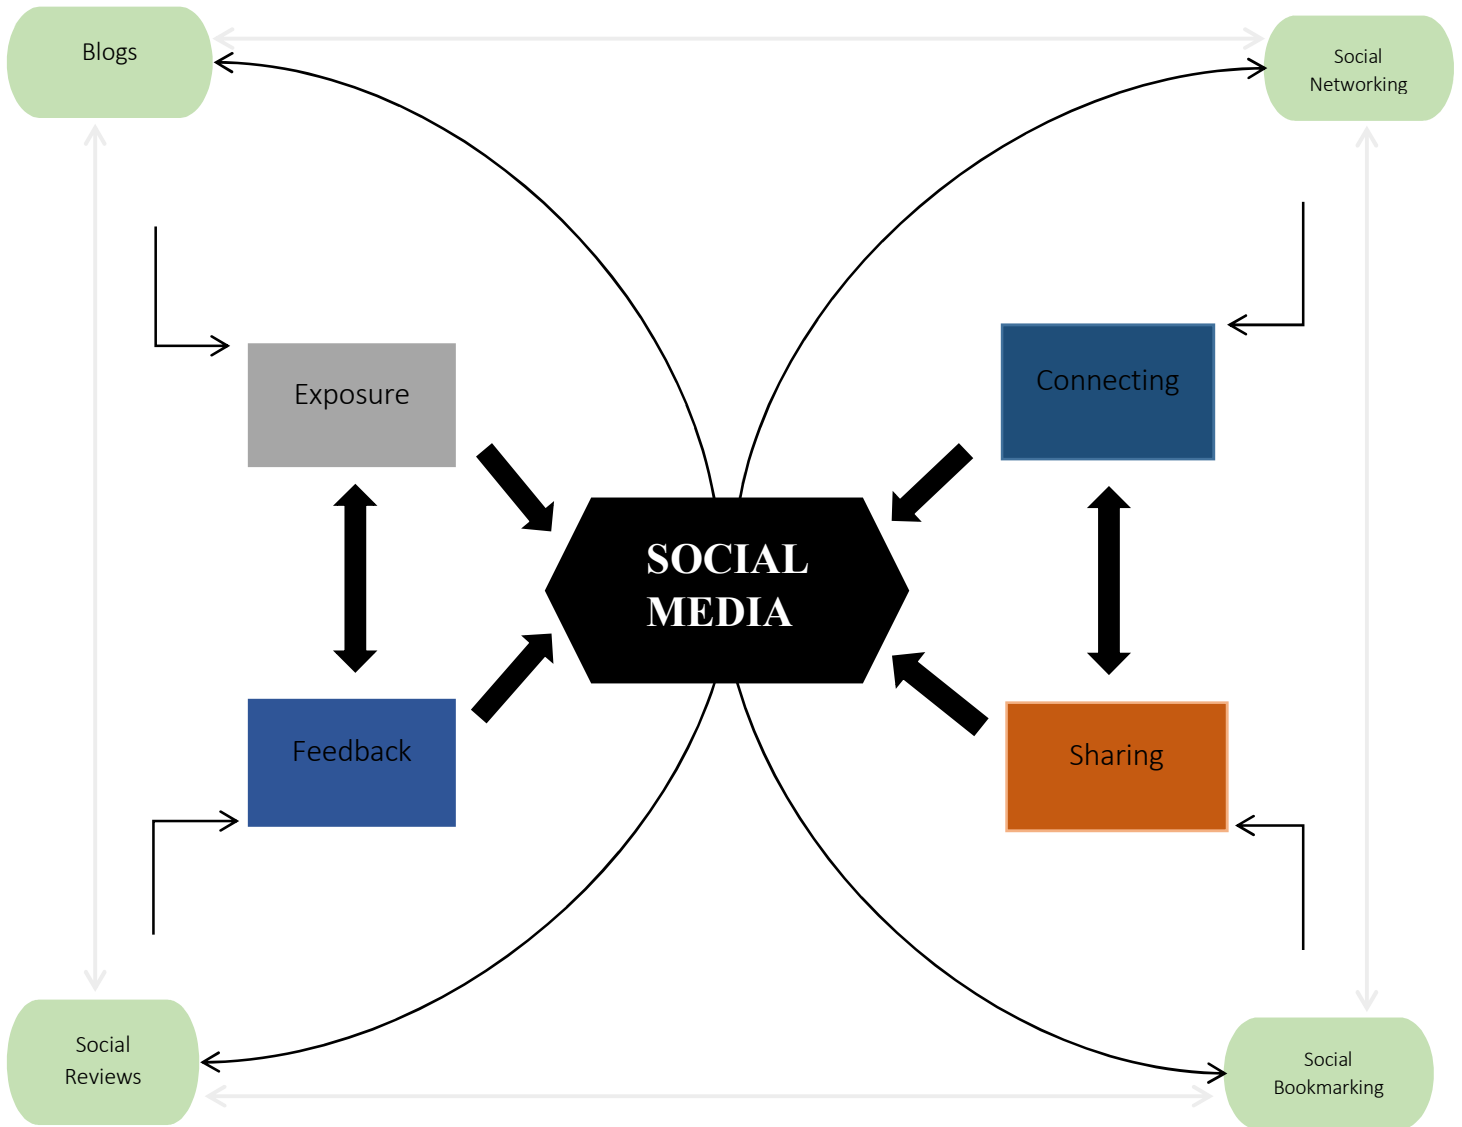 Blogs
Social
Networking
Exposure
Connecting
SOCIAL
MEDIA
Feedback
Sharing
Social
Reviews
Social
Bookmarking